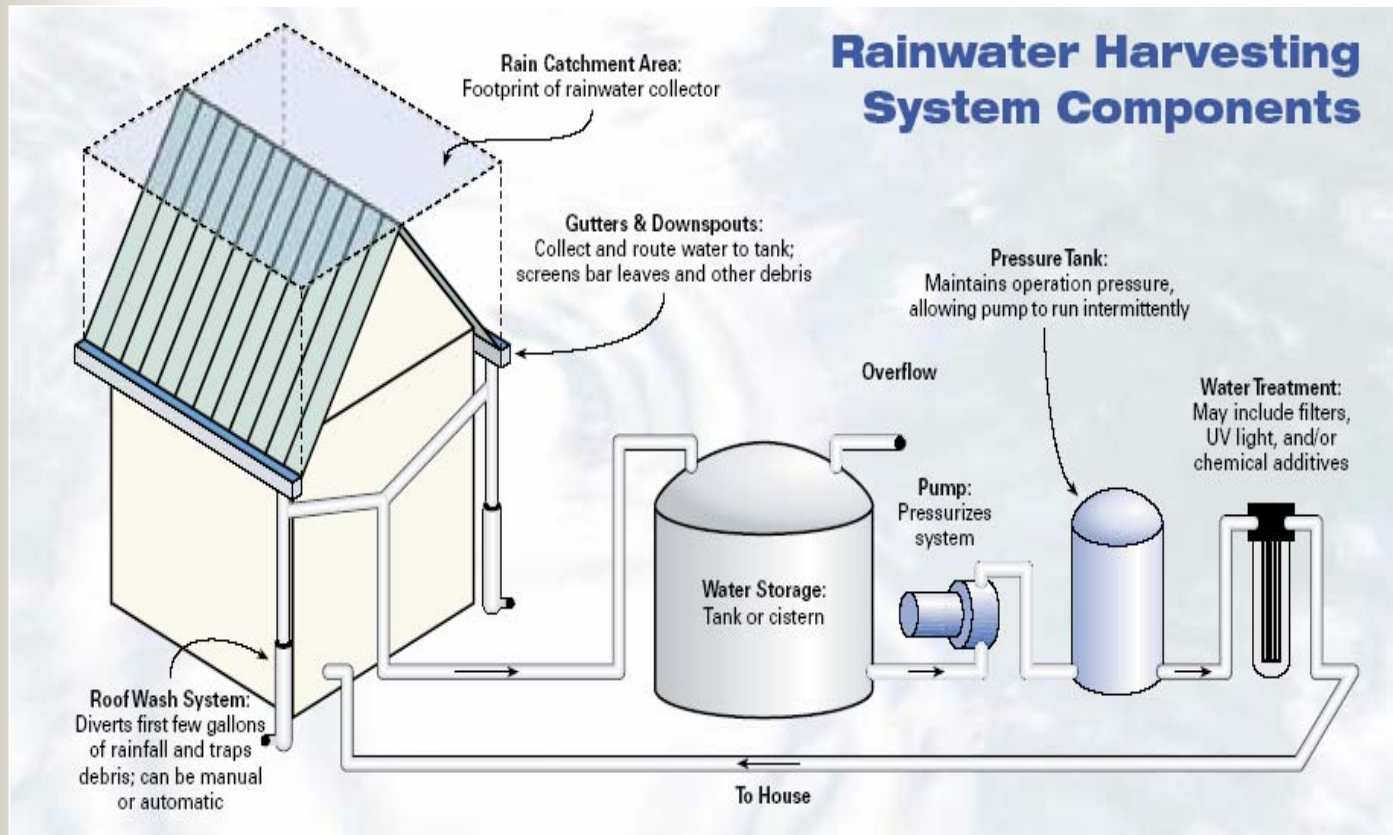 Rainwater Harvesting
System Components
Rain Catchment Area:
Footprint of rainwater collector
Gutters & Downspouts:
Collect and route water to tank;
screens bar leaves and other debris
Pressure Tank:
Maintains operation pressure,
allowing pump to run intermittently
Overflow
Water Treatment:
May include filters,
UV light, and/or
chemical additives
Pump:
Pressurizes
system
Water Storage:
Tank or cistern
Roof Wash System:
Diverts first few gallons
of rainfall and traps
debris; can be manual
or automatic
To House